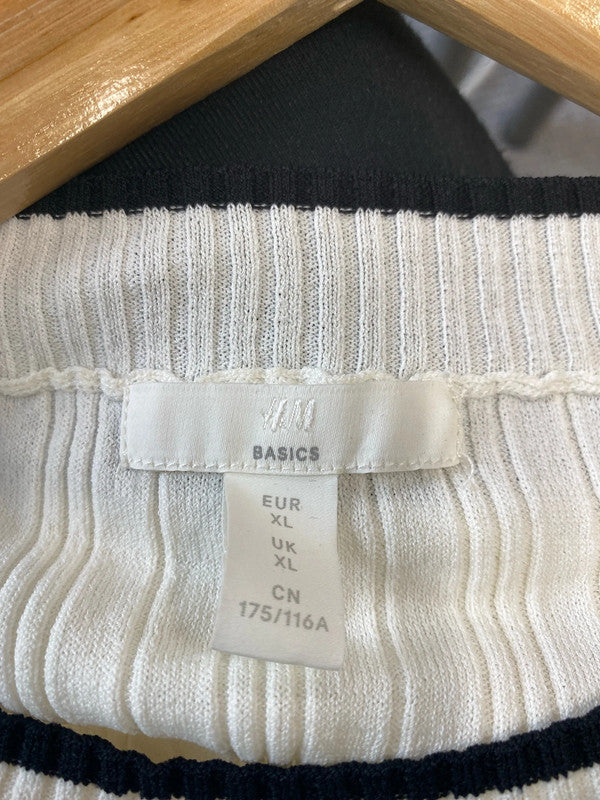 H&M
BASICS
EUR
XL
UK
XL
CN
175/116A